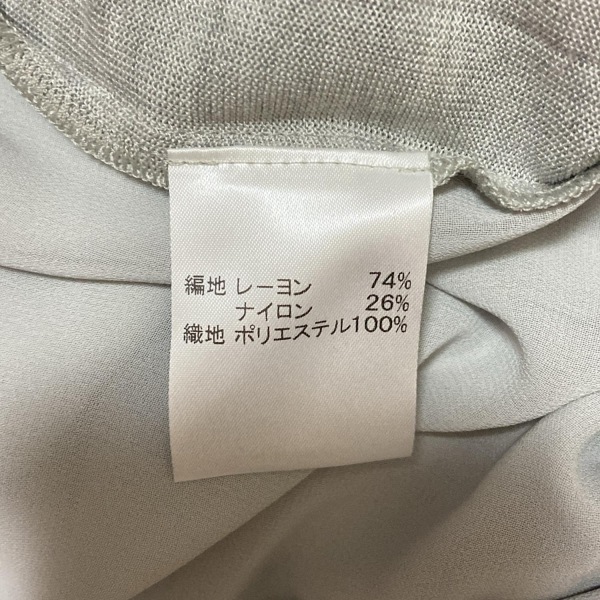 編地 レーヨン 74%
ナイロン 26%
織地 ポリエステル100%